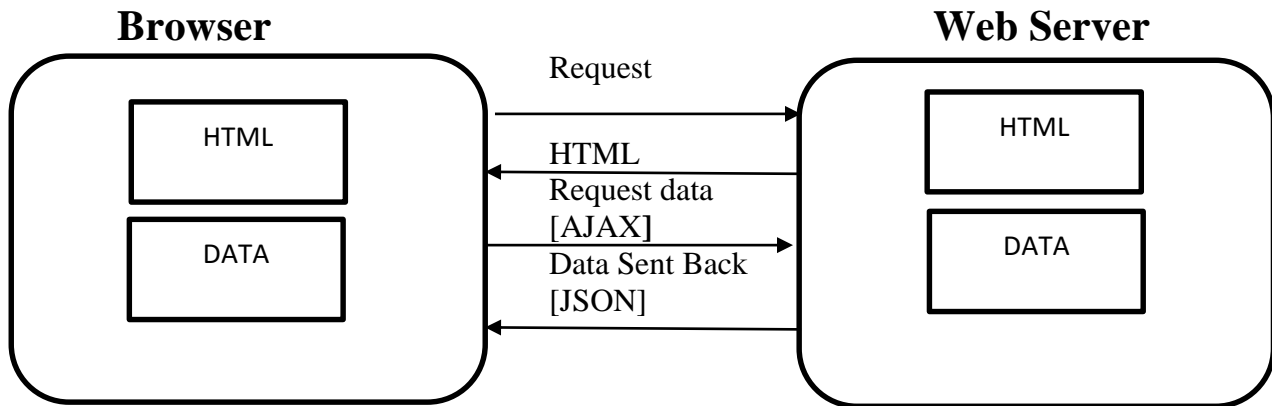 Browser
Web Server
HTML
DATA
Request
HTML
Request data
[AJAX]
Data Sent Back
[JSON]
HTML
DATA